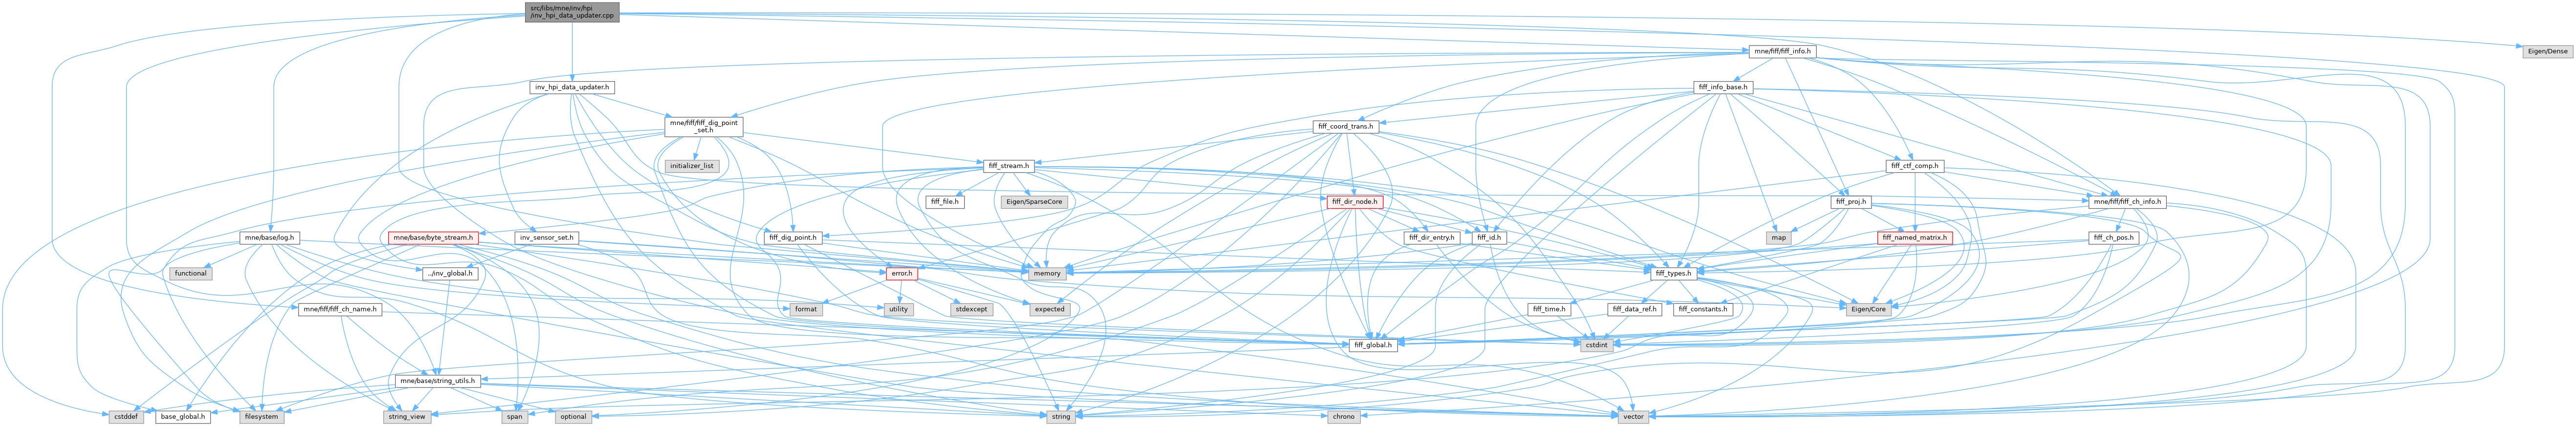 src/libs/mne/inv/hpi
/inv_hpi_data_updater.cpp
mne/fiff/fiff_info.h
Eigen/Dense
inv_hpi_data_updater.h
fiff_info_base.h
mne/fiff/fiff_dig_point
_set.h
fiff_coord_trans.h
initializer_list
fiff_stream.h
fiff_ctf_comp.h
fiff_file.h
Eigen/SparseCore
fiff_dir_node.h
fiff_proj.h
mne/fiff/fiff_ch_info.h
mne/base/log.h
mne/base/byte_stream.h
inv_sensor_set.h
fiff_dig_point.h
fiff_dir_entry.h
fiff_id.h
map
fiff_named_matrix.h
fiff_ch_pos.h
functional
../inv_global.h
error.h
memory
fiff_types.h
mne/fiff/fiff_ch_name.h
format
utility
stdexcept
expected
fiff_time.h
fiff_data_ref.h
fiff_constants.h
Eigen/Core
fiff_global.h
cstdint
mne/base/string_utils.h
cstddef
base_global.h
filesystem
string_view
span
optional
chrono
string
vector